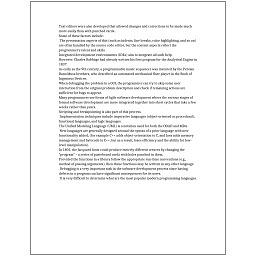 Text editors were also developed that allowed changes and corrections to be made much
more easily than with punched cards.
Some of these factors include:
The presentation aspects of this (such as indents, line breaks, color highlighting, and so on)
are often handled by the source code editor, but the content aspects reflect the
programmer's talent and skills.
Integrated development environments (IDEs) aim to integrate all such help.
However, Charles Babbage had already written his first program for the Analytical Engine in
1837.
As early as the 9th century, a programmable music sequencer was invented by the Persian
Banu Musa brothers, who described an automated mechanical flute player in the Book of
Ingenious Devices.
When debugging the problem in a GUI, the programmer can try to skip some user
interaction from the original problem description and check if remaining actions are
sufficient for bugs to appear.
Many programmers use forms of Agile software development where the various stages of
formal software development are more integrated together into short cycles that take a few
weeks rather than years.
Scripting and breakpointing is also part of this process.
Implementation techniques include imperative languages (object-oriented or procedural),
functional languages, and logic languages.
The Unified Modeling Language (UML) is a notation used for both the OOAD and MDA.
New languages are generally designed around the syntax of a prior language with new
functionality added, (for example C++ adds object-orientation to C, and Java adds memory
management and bytecode to C++, but as a result, loses efficiency and the ability for low-
level manipulation).
In 1801, the Jacquard loom could produce entirely different weaves by changing the
"program" – a series of pasteboard cards with holes punched in them.
Provided the functions in a library follow the appropriate run-time conventions (e.g.,
method of passing arguments), then these functions may be written in any other language.
Debugging is a very important task in the software development process since having
defects in a program can have significant consequences for its users.
It is very difficult to determine what are the most popular modern programming languages.